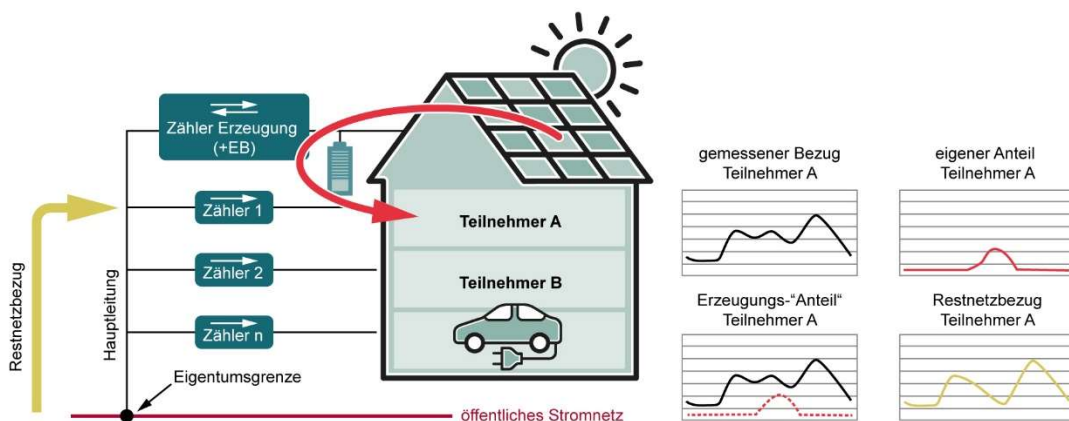 Zähler Erzeugung
(+EB)
Zähler 1
Zähler 2
Zähler n
Restnetzbezug
Hauptleitung
Eigentumsgrenze
öffentliches Stromnetz
Teilnehmer A
Teilnehmer B
gemessener Bezug
Teilnehmer A
eigener Anteil
Teilnehmer A
Erzeugungs-“Anteil“
Teilnehmer A
Restnetzbezug
Teilnehmer A